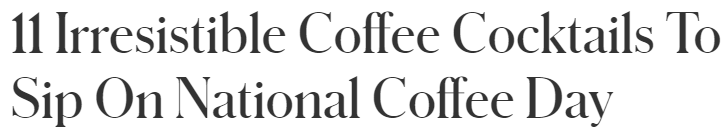 11 Irresistible Coffee Cocktails To
Sip On National Coffee Day